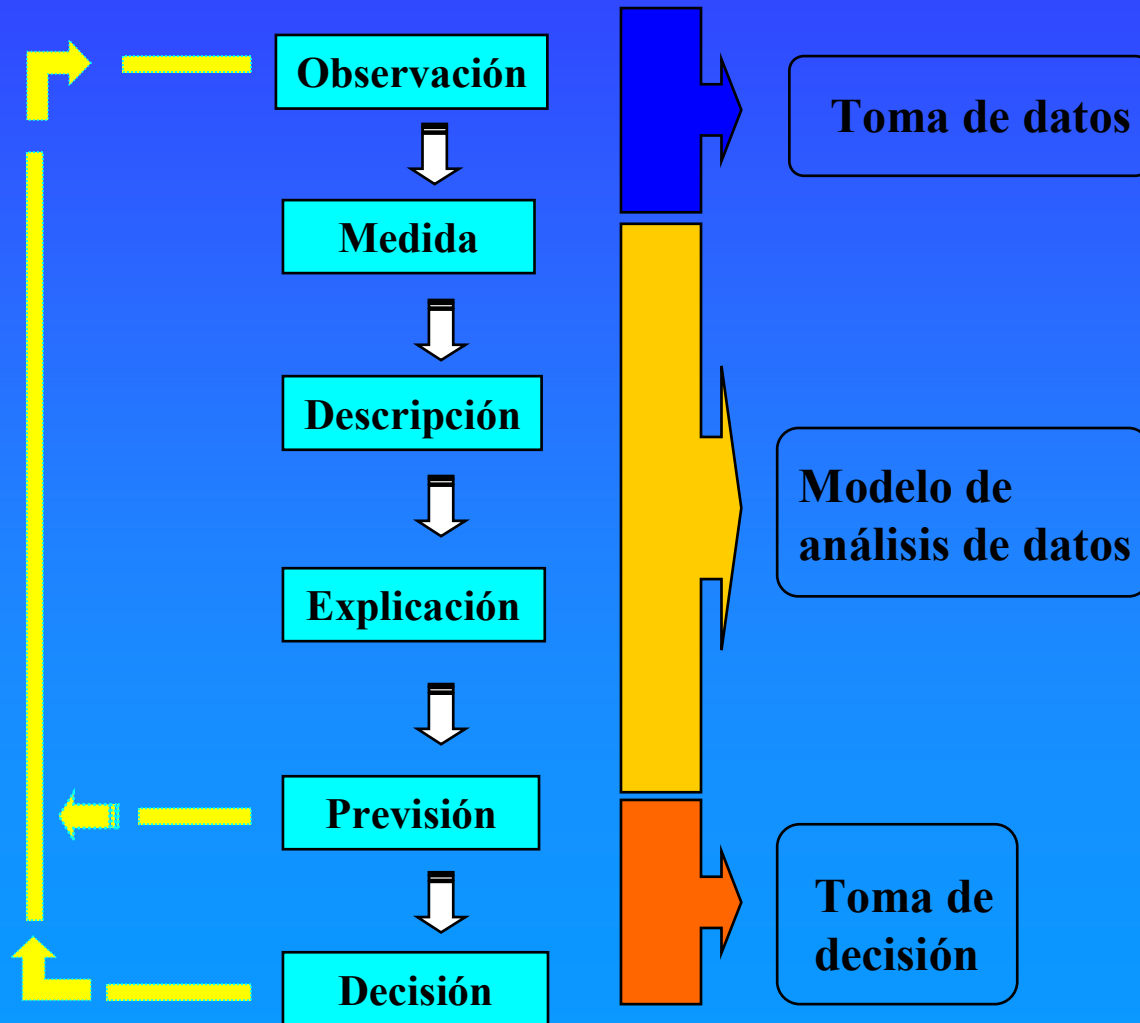 Observación
Medida
Descripción
Explicación
Previsión
Decisión
Toma de datos
Modelo de
análisis de datos
Toma de
decisión